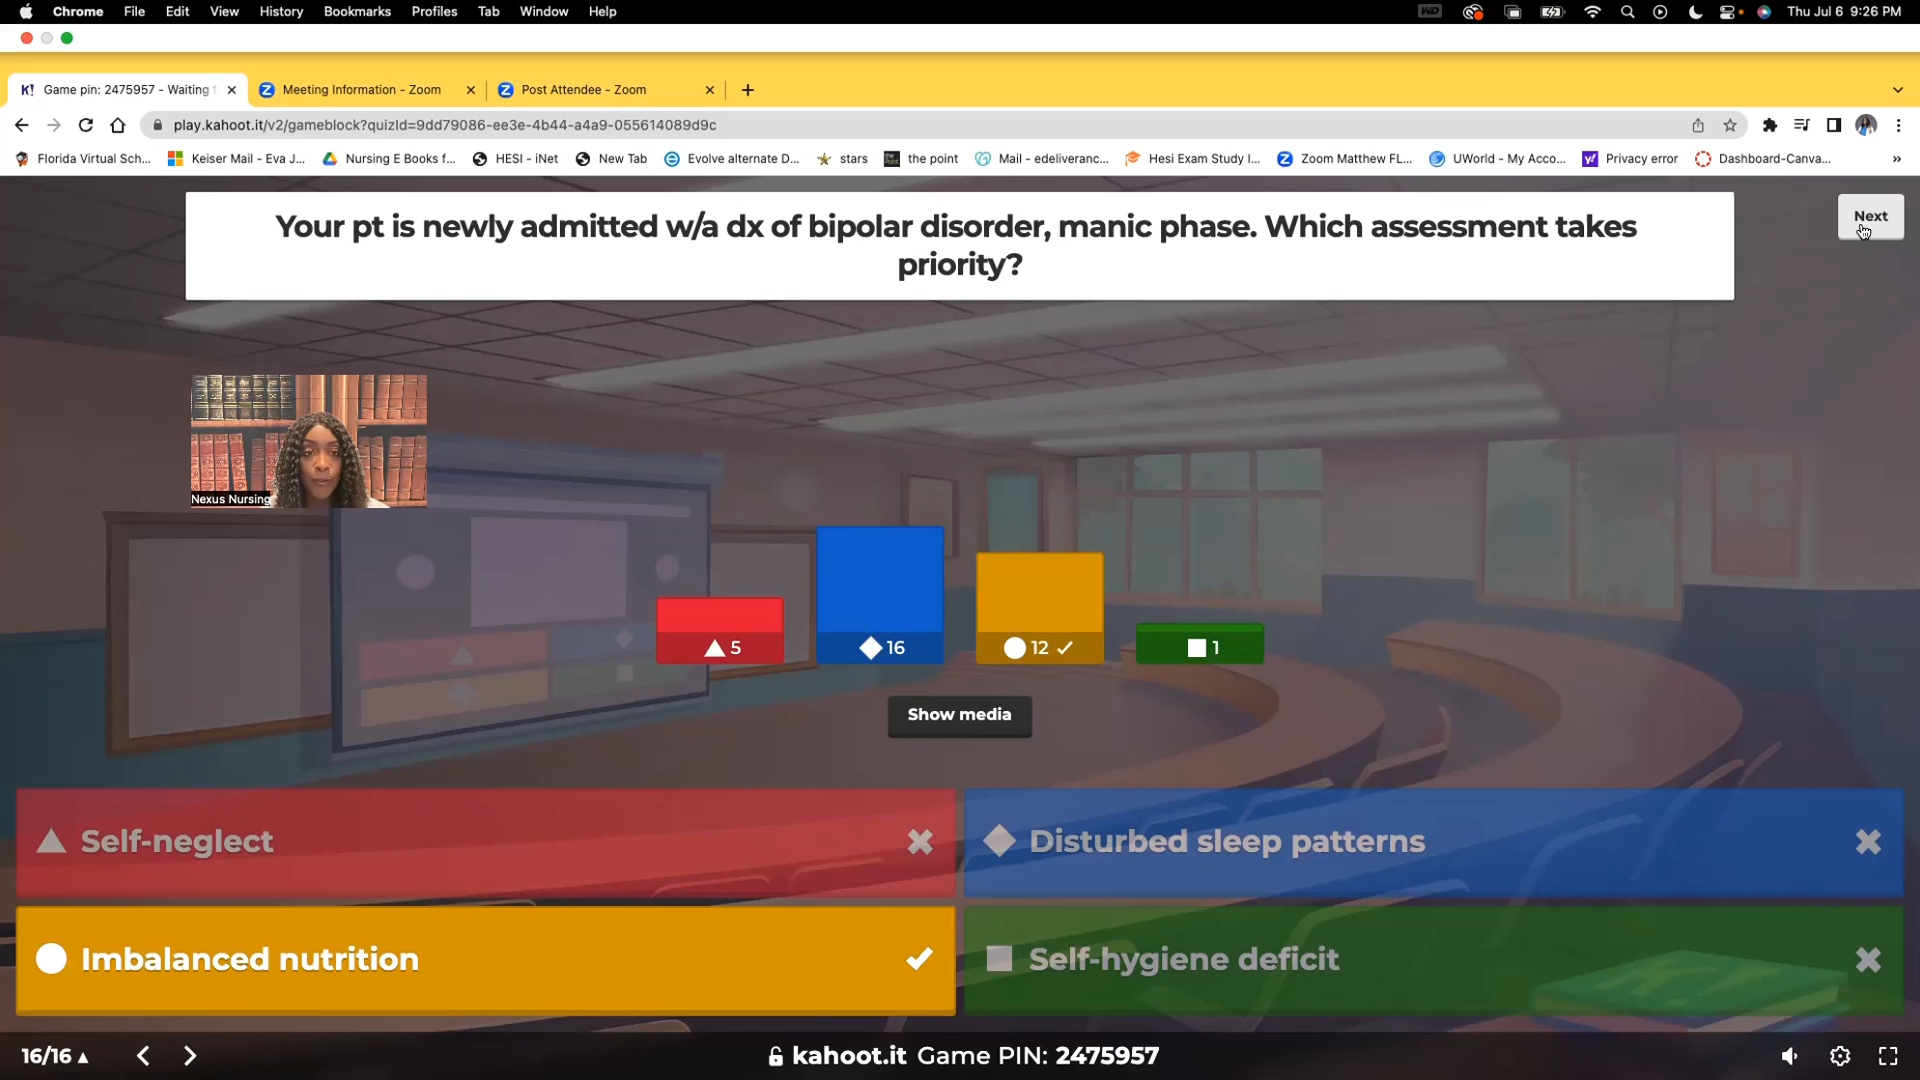 Chrome File Edit View History Bookmarks Profiles Tab Window Help
WD
Thu Jul 6 9:26 PM
K! Game pin: 2475957 - Waiting f
Meeting Information - Zoom
Post Attendee - Zoom
play.kahoot.it/v2/gameblock?quizId=9dd79086-ee3e-4b44-a4a9-055614089d9c
Florida Virtual Sch...
Keiser Mail - Eva J...
Nursing E Books f...
HESI - iNet
New Tab
Evolve alternate D...
stars
the point
Mail - edeliveranc...
Hesi Exam Study I...
Zoom Matthew FL...
UWorld - My Acco...
Privacy error
Dashboard-Canva...
»
Your pt is newly admitted w/a dx of bipolar disorder, manic phase. Which assessment takes
priority?
Next
Nexus Nursing
5
16
12
1
Show media
Self-neglect
Disturbed sleep patterns
Imbalanced nutrition
Self-hygiene deficit
16/16
kahoot.it Game PIN: 2475957